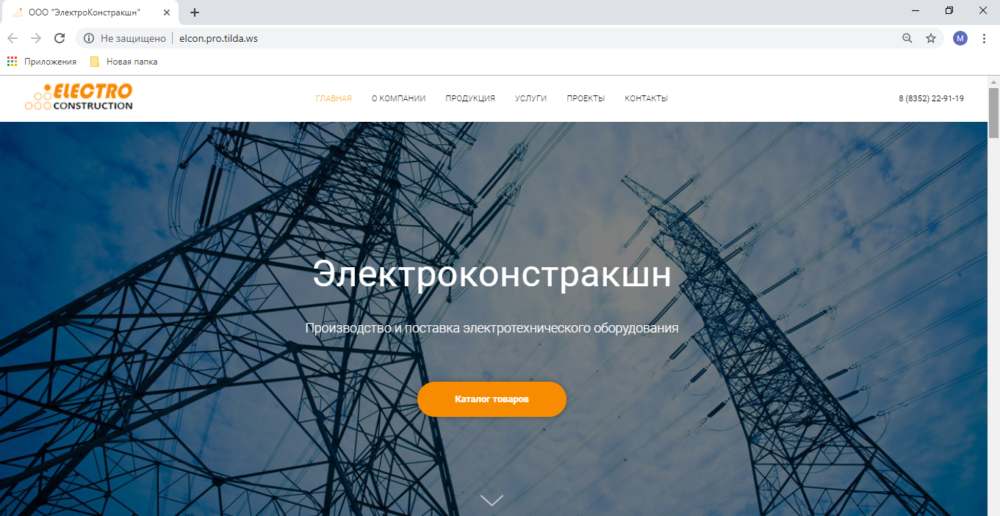 ООО "ЭлектроКонстракшн"
Не защищено
elcon.pro.tilda.ws
M
Приложения
Новая папка
ELECTRO
CONSTRUCTION
ГЛАВНАЯ
О КОМПАНИИ
ПРОДУКЦИЯ
УСЛУГИ
ПРОЕКТЫ
КОНТАКТЫ
8 (8352) 22-91-19
Электроконстракшн
Производство и поставка электротехнического оборудования
Каталог товаров